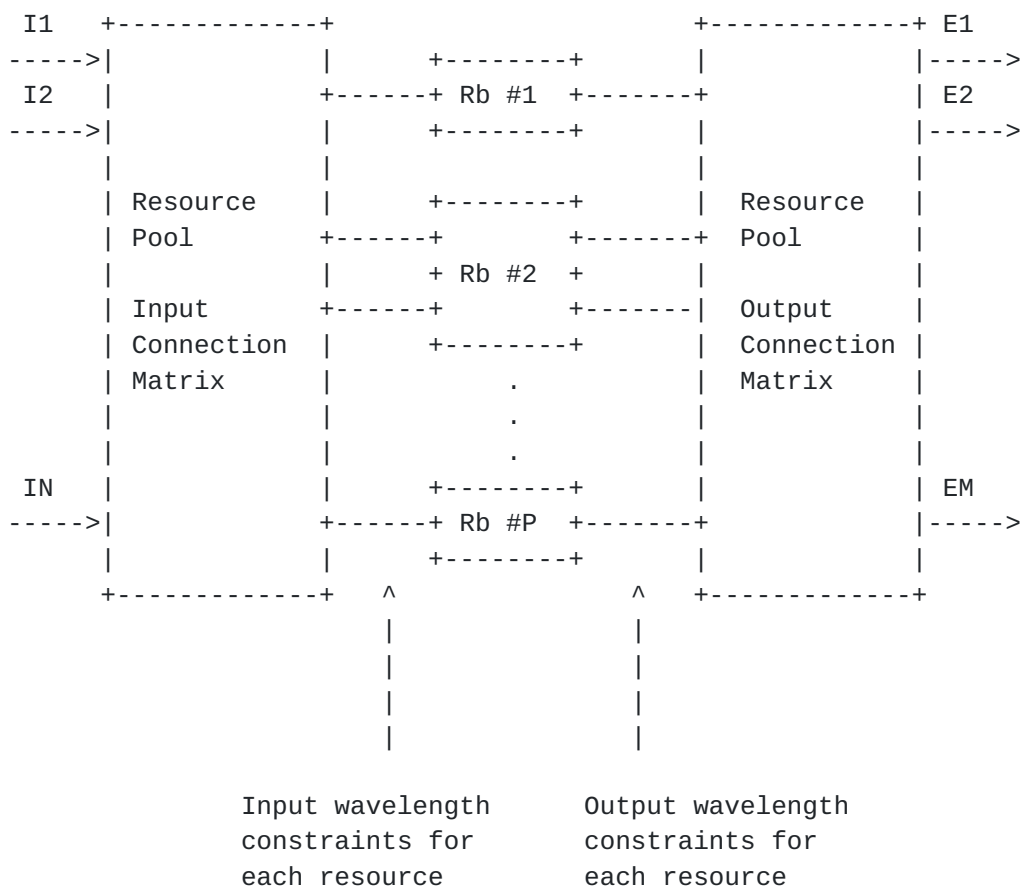 I1   +-------------+                       +-------------+ E1
----->|             |      +--------+       |             |----->
 I2   |             +------+ Rb #1  +-------+             | E2
----->|             |      +--------+       |             |----->
      |             |                       |             |
      | Resource    |      +--------+       |  Resource   |
      | Pool        +------+        +-------+  Pool       |
      |             |      + Rb #2  +       |             |
      | Input       +------+        +-------|  Output     |
      | Connection  |      +--------+       |  Connection |
      | Matrix      |           .           |  Matrix     |
      |             |           .           |             |
      |             |           .           |             |
 IN   |             |      +--------+       |             | EM
----->|             +------+ Rb #P  +-------+             |----->
      |             |      +--------+       |             |
      +-------------+   ^               ^   +-------------+
                        |               |
                        |               |
                        |               |
                        |               |

               Input wavelength      Output wavelength
               constraints for       constraints for
               each resource         each resource